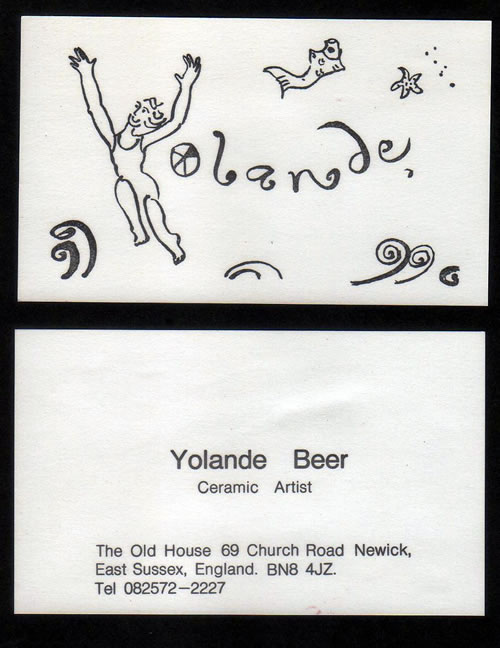 Yolande
Yolande Beer
Ceramic Artist
The Old House 69 Church Road Newick,
East Sussex, England. BN8 4JZ.
Tel 082572-2227